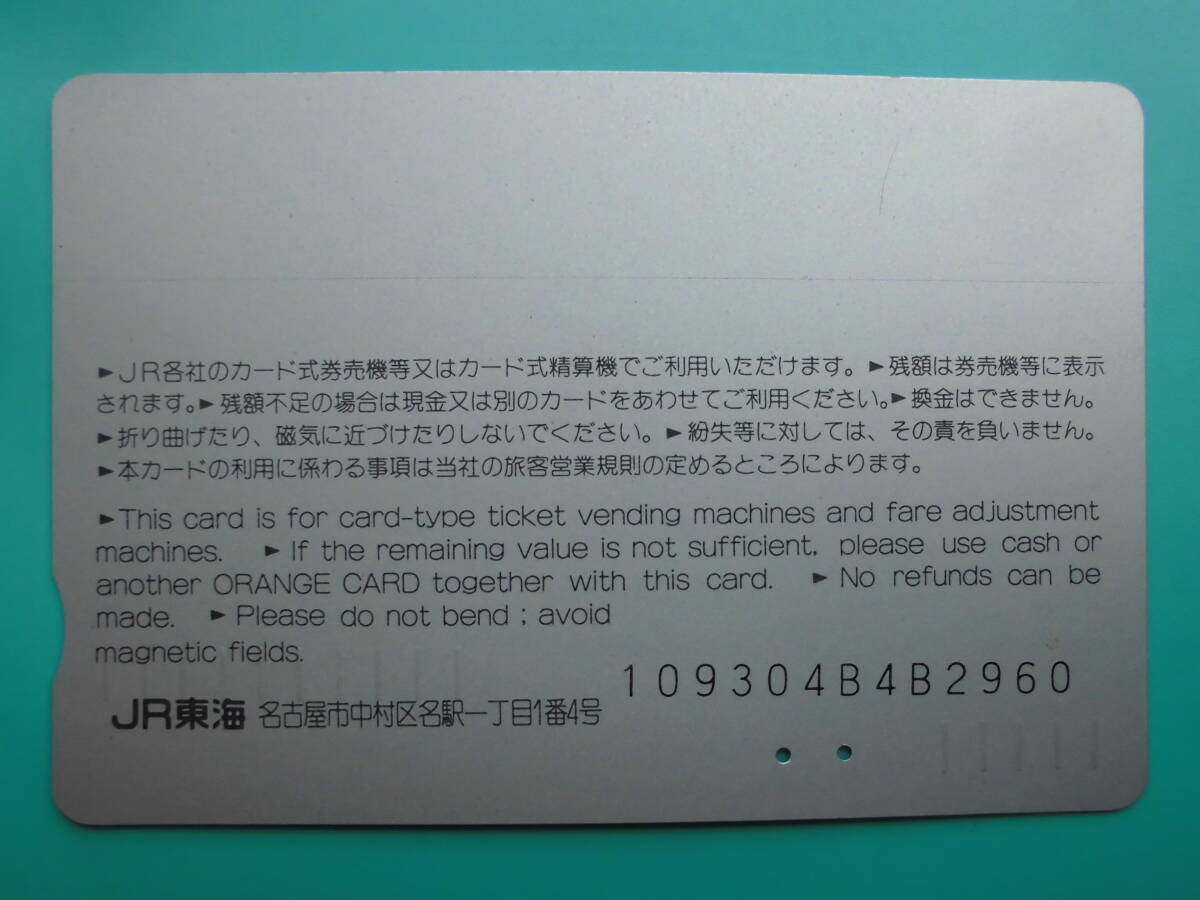 ►JR各社のカード式券売機等又はカード式精算機でご利用いただけます。►残額は券売機等に表示
されます。►残額不足の場合は現金又は別のカードをあわせてご利用ください。►換金はできません。
►折り曲げたり、磁気に近づけたりしないでください。►紛失等に対しては、その責を負いません。
►本カードの利用に係わる事項は当社の旅客営業規則の定めるところによります。
►This card is for card-type ticket vending machines and fare adjustment
machines. ►If the remaining value is not sufficient, please use cash or
another ORANGE CARD together with this card. ►No refunds can be
made. ►Please do not bend ; avoid
magnetic fields.
109304B4B2960
JR東海 名古屋市中村区名駅一丁目1番4号